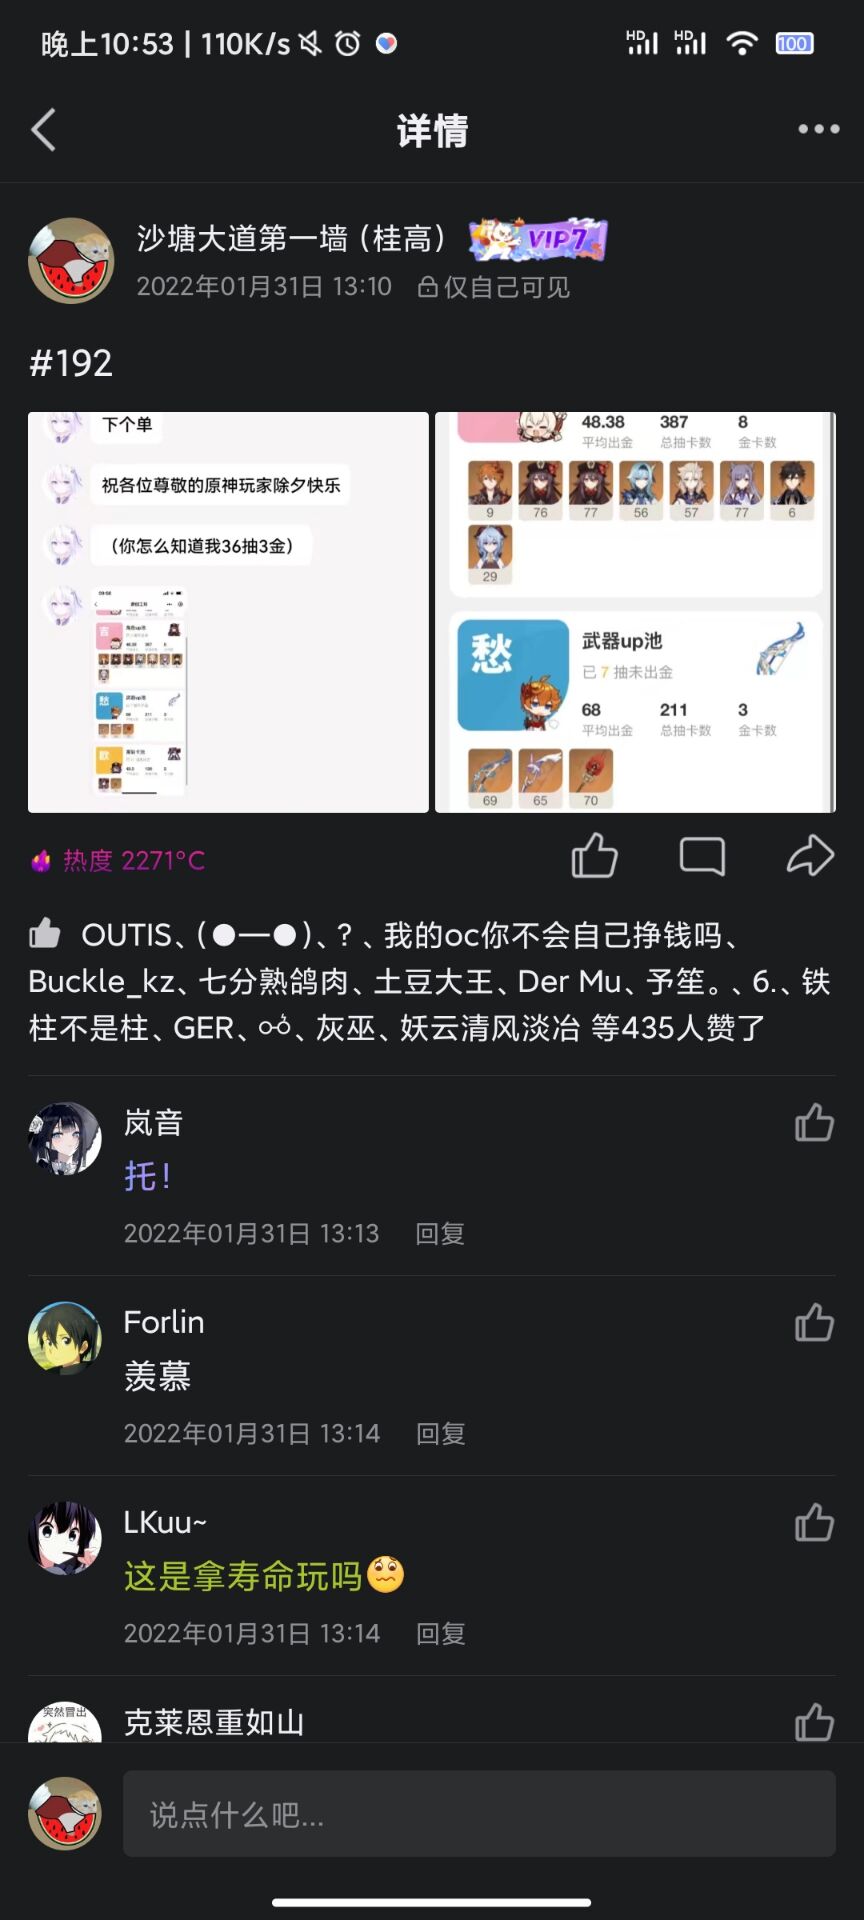 晚上10:53 | 110K/s
HD HD 100
详情
沙塘大道第一墙（桂高） VIP7
2022年01月31日 13:10 仅自己可见
#192
下个单
祝各位尊敬的原神玩家除夕快乐
（你怎么知道我36抽3金）
吉
愁
欧
48.38 387 8
平均出金 总抽卡数 金卡数
9 76 77 56 57 77 6
29
愁
武器up池
已 7 抽未出金
68 211 3
平均出金 总抽卡数 金卡数
69 65 70
热度 2271°C
OUTIS、(●—●)、?、我的oc你不会自己挣钱吗、
Buckle_kz、七分熟鸽肉、土豆大王、Der Mu、予笙。、6.、铁
柱不是柱、GER、、灰巫、妖云清风淡冶 等435人赞了
岚音
托！
2022年01月31日 13:13 回复
Forlin
羡慕
2022年01月31日 13:14 回复
LKuu~
这是拿寿命玩吗😖
2022年01月31日 13:14 回复
突然冒出
克莱恩重如山
说点什么吧...